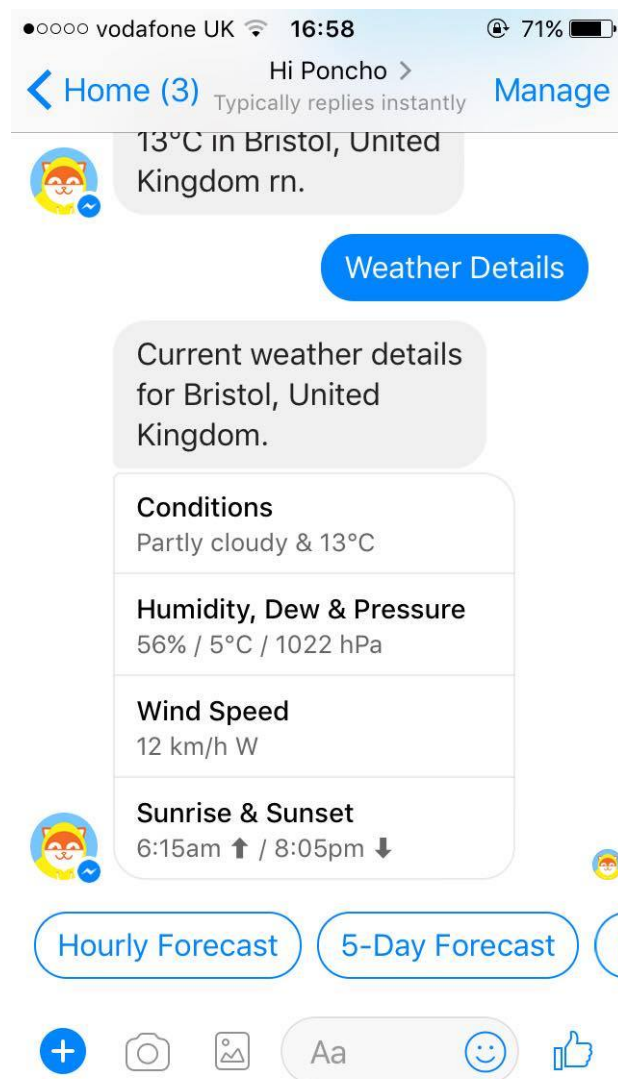 vodafone UK 16:58 71%
Home (3) Hi Poncho > Manage
Typically replies instantly
13°C in Bristol, United
Kingdom rn.
Weather Details
Current weather details
for Bristol, United
Kingdom.
Conditions
Partly cloudy & 13°C
Humidity, Dew & Pressure
56% / 5°C / 1022 hPa
Wind Speed
12 km/h W
Sunrise & Sunset
6:15am ⬆ / 8:05pm ⬇
Hourly Forecast 5-Day Forecast
Aa